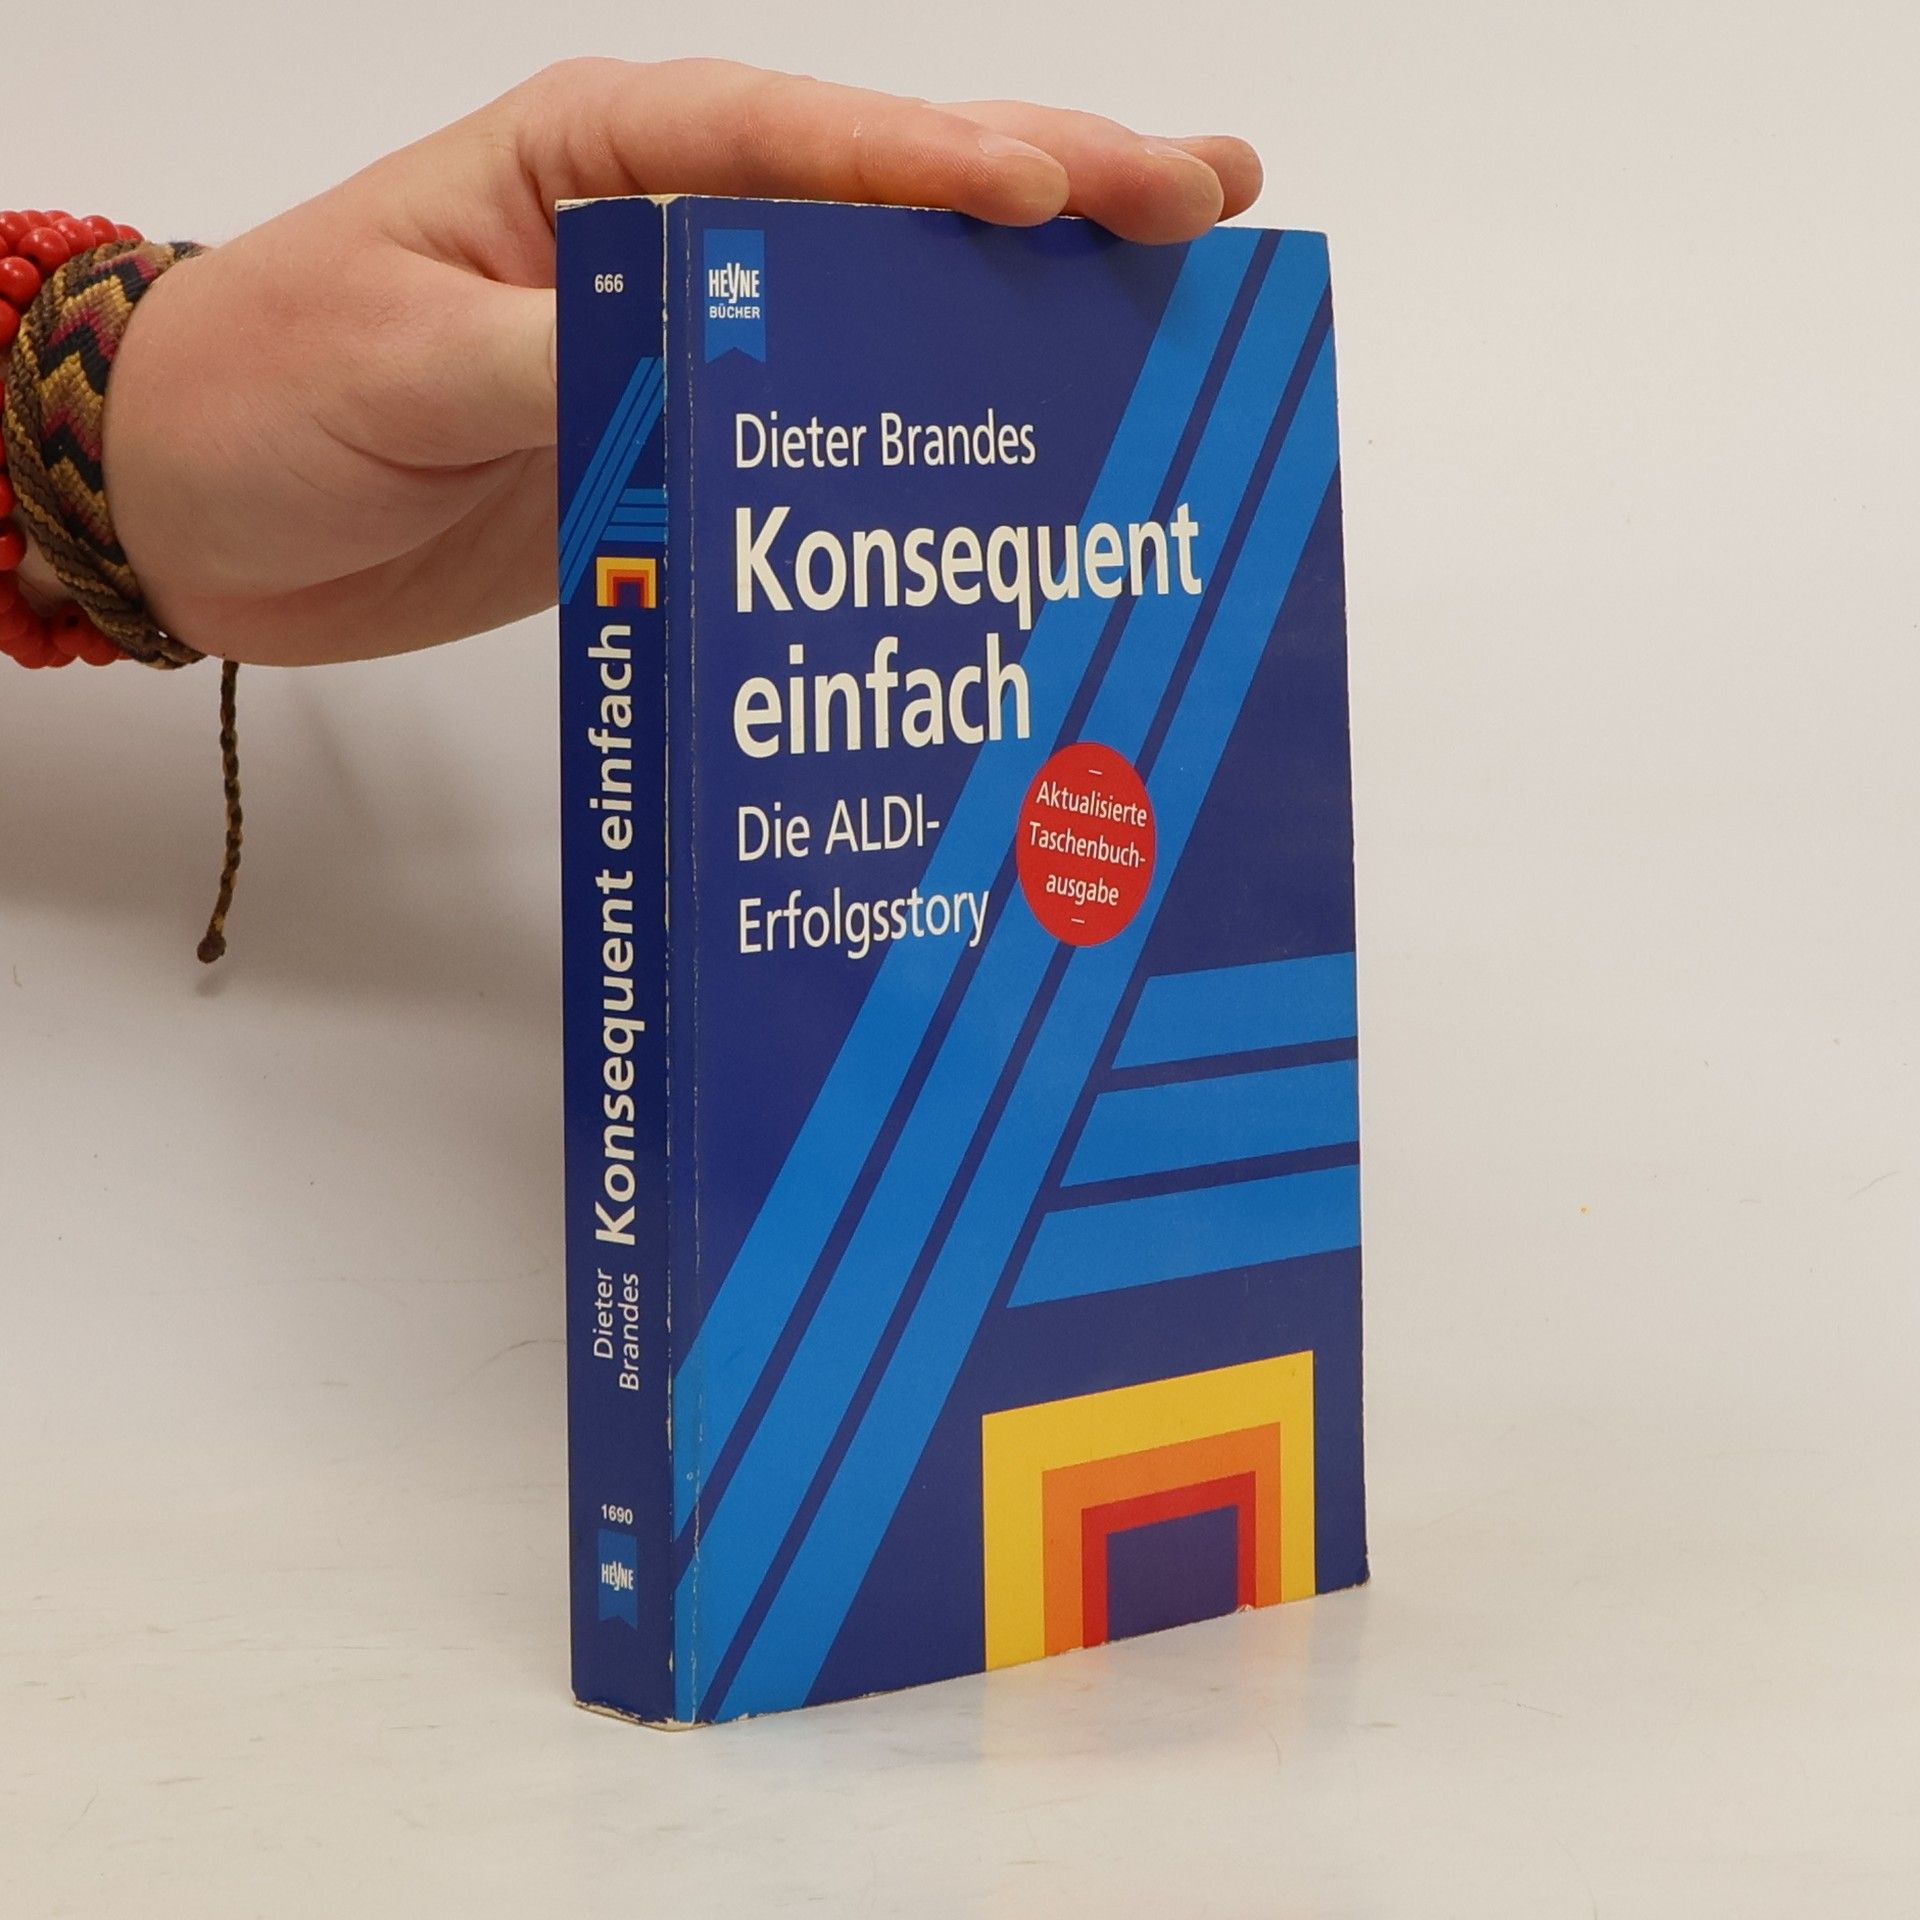 666
Dieter
Brandes
Konsequent einfach
1690
HEYNE
HEYNE
BÜCHER
Dieter Brandes
Konsequent
einfach
Die ALDI-
Erfolgsstory
Aktualisierte
Taschenbuch-
ausgabe